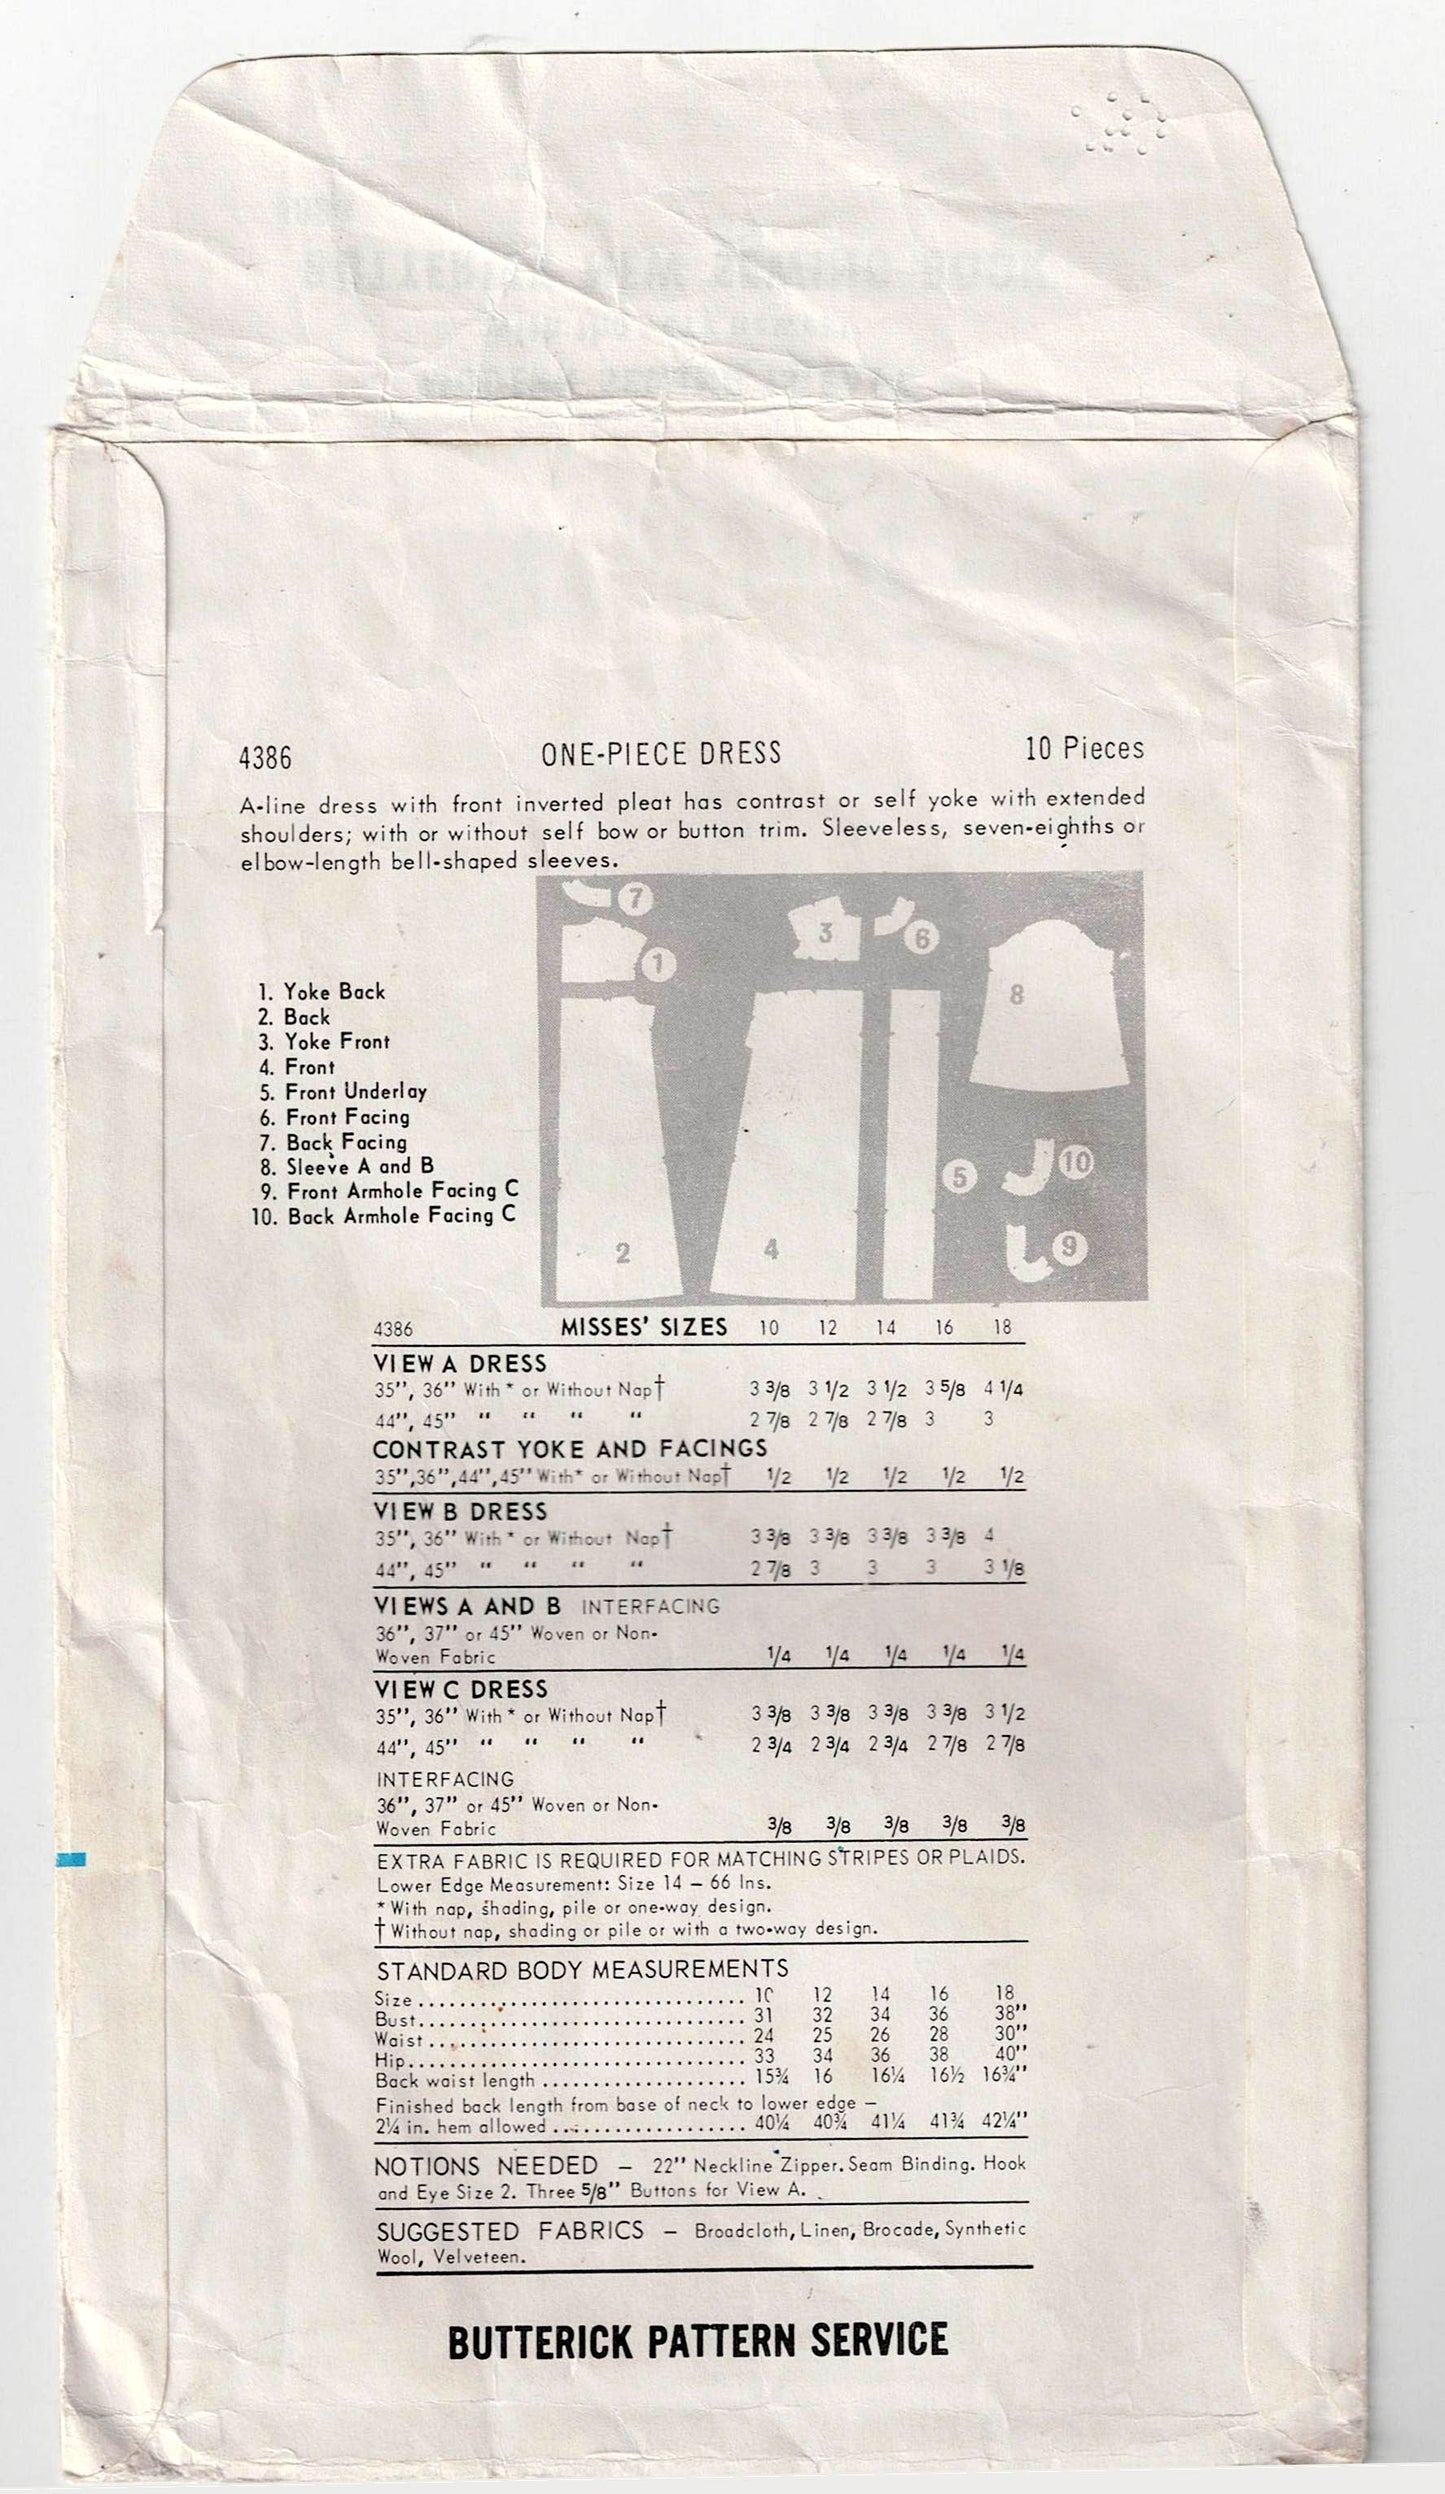 4386 ONE-PIECE DRESS 10 Pieces
A-line dress with front inverted pleat has contrast or self yoke with extended
shoulders; with or without self bow or button trim. Sleeveless, seven-eighths or
elbow-length bell-shaped sleeves.
1. Yoke Back
2. Back
3. Yoke Front
4. Front
5. Front Underlay
6. Front Facing
7. Back Facing
8. Sleeve A and B
9. Front Armhole Facing C
10. Back Armhole Facing C
7
3
6
1
8
5
10
2
4
9
4386 MISSES' SIZES 10 12 14 16 18
VIEW A DRESS
35", 36" With* or Without Nap† 3 3/8 3 1/2 3 1/2 3 5/8 4 1/4
44", 45" " " " " 2 7/8 2 7/8 2 7/8 3 3
CONTRAST YOKE AND FACINGS
35",36",44",45" With* or Without Nap† 1/2 1/2 1/2 1/2 1/2
VIEW B DRESS
35", 36" With* or Without Nap† 3 3/8 3 3/8 3 3/8 3 3/8 4
44", 45" " " " " 2 7/8 3 3 3 3 1/8
VIEWS A AND B INTERFACING
36", 37" or 45" Woven or Non-
Woven Fabric 1/4 1/4 1/4 1/4 1/4
VIEW C DRESS
35", 36" With* or Without Nap† 3 3/8 3 3/8 3 3/8 3 3/8 3 1/2
44", 45" " " " " 2 3/4 2 3/4 2 3/4 2 7/8 2 7/8
INTERFACING
36", 37" or 45" Woven or Non-
Woven Fabric 3/8 3/8 3/8 3/8 3/8
EXTRA FABRIC IS REQUIRED FOR MATCHING STRIPES OR PLAIDS.
Lower Edge Measurement: Size 14 – 66 Ins.
* With nap, shading, pile or one-way design.
† Without nap, shading or pile or with a two-way design.
STANDARD BODY MEASUREMENTS
Size ................................ 10 12 14 16 18
Bust................................ 31 32 34 36 38"
Waist ............................... 24 25 26 28 30"
Hip................................. 33 34 36 38 40"
Back waist length .................... 15¾ 16 16¼ 16½ 16¾"
Finished back length from base of neck to lower edge –
2¼ in. hem allowed ................... 40¼ 40¾ 41¼ 41¾ 42¼"
NOTIONS NEEDED – 22" Neckline Zipper. Seam Binding. Hook
and Eye Size 2. Three 5/8" Buttons for View A.
SUGGESTED FABRICS – Broadcloth, Linen, Brocade, Synthetic
Wool, Velveteen.
BUTTERICK PATTERN SERVICE